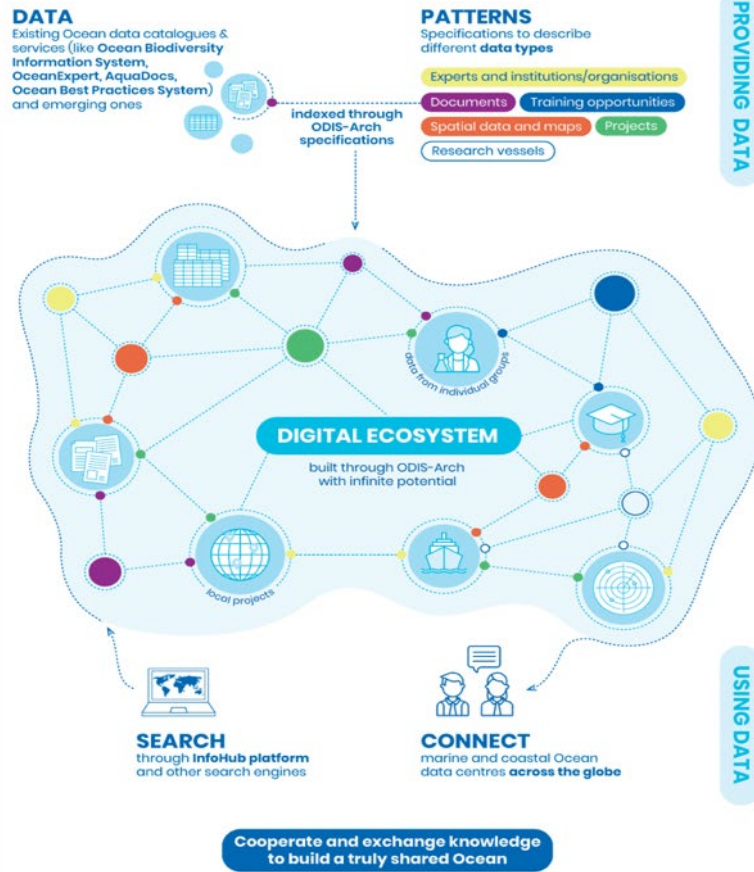 DATA
Existing Ocean data catalogues &
services (like Ocean Biodiversity
Information System,
OceanExpert, AquaDocs,
Ocean Best Practices System)
and emerging ones
PATTERNS
Specifications to describe
different data types
Experts and institutions/organisations
Documents
Training opportunities
Spatial data and maps
Projects
Research vessels
indexed through
ODIS-Arch
specifications
PROVIDING DATA
data from individual groups
DIGITAL ECOSYSTEM
built through ODIS-Arch
with infinite potential
local projects
SEARCH
through InfoHub platform
and other search engines
CONNECT
marine and coastal Ocean
data centres across the globe
USING DATA
Cooperate and exchange knowledge
to build a truly shared Ocean